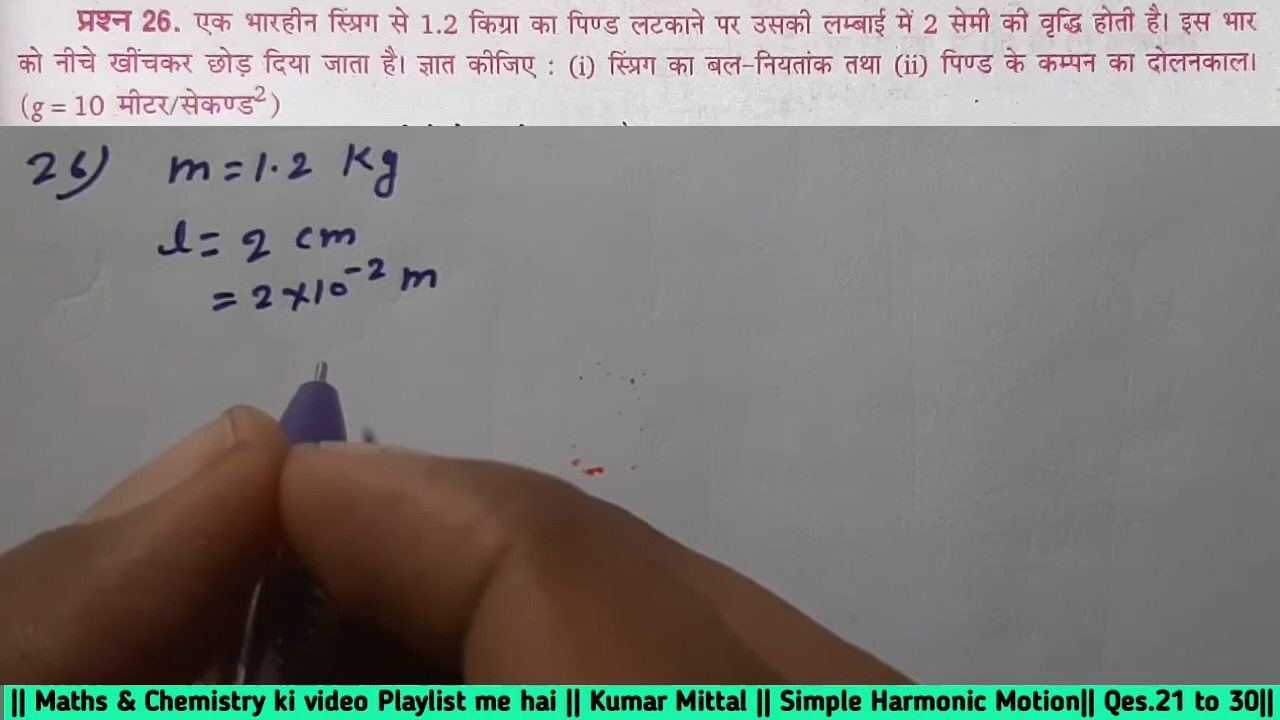 प्रश्न 26. एक भारहीन स्प्रिंग से 1.2 किग्रा का पिण्ड लटकाने पर उसकी लम्बाई में 2 सेमी की वृद्धि होती है। इस भार
को नीचे खींचकर छोड़ दिया जाता है। ज्ञात कीजिए : (i) स्प्रिंग का बल-नियतांक तथा (ii) पिण्ड के कम्पन का दोलनकाल।
(g = 10 मीटर/सेकण्ड²)
26) m = 1.2 kg
l = 2 cm
= 2×10⁻² m
|| Maths & Chemistry ki video Playlist me hai || Kumar Mittal || Simple Harmonic Motion|| Qes.21 to 30||